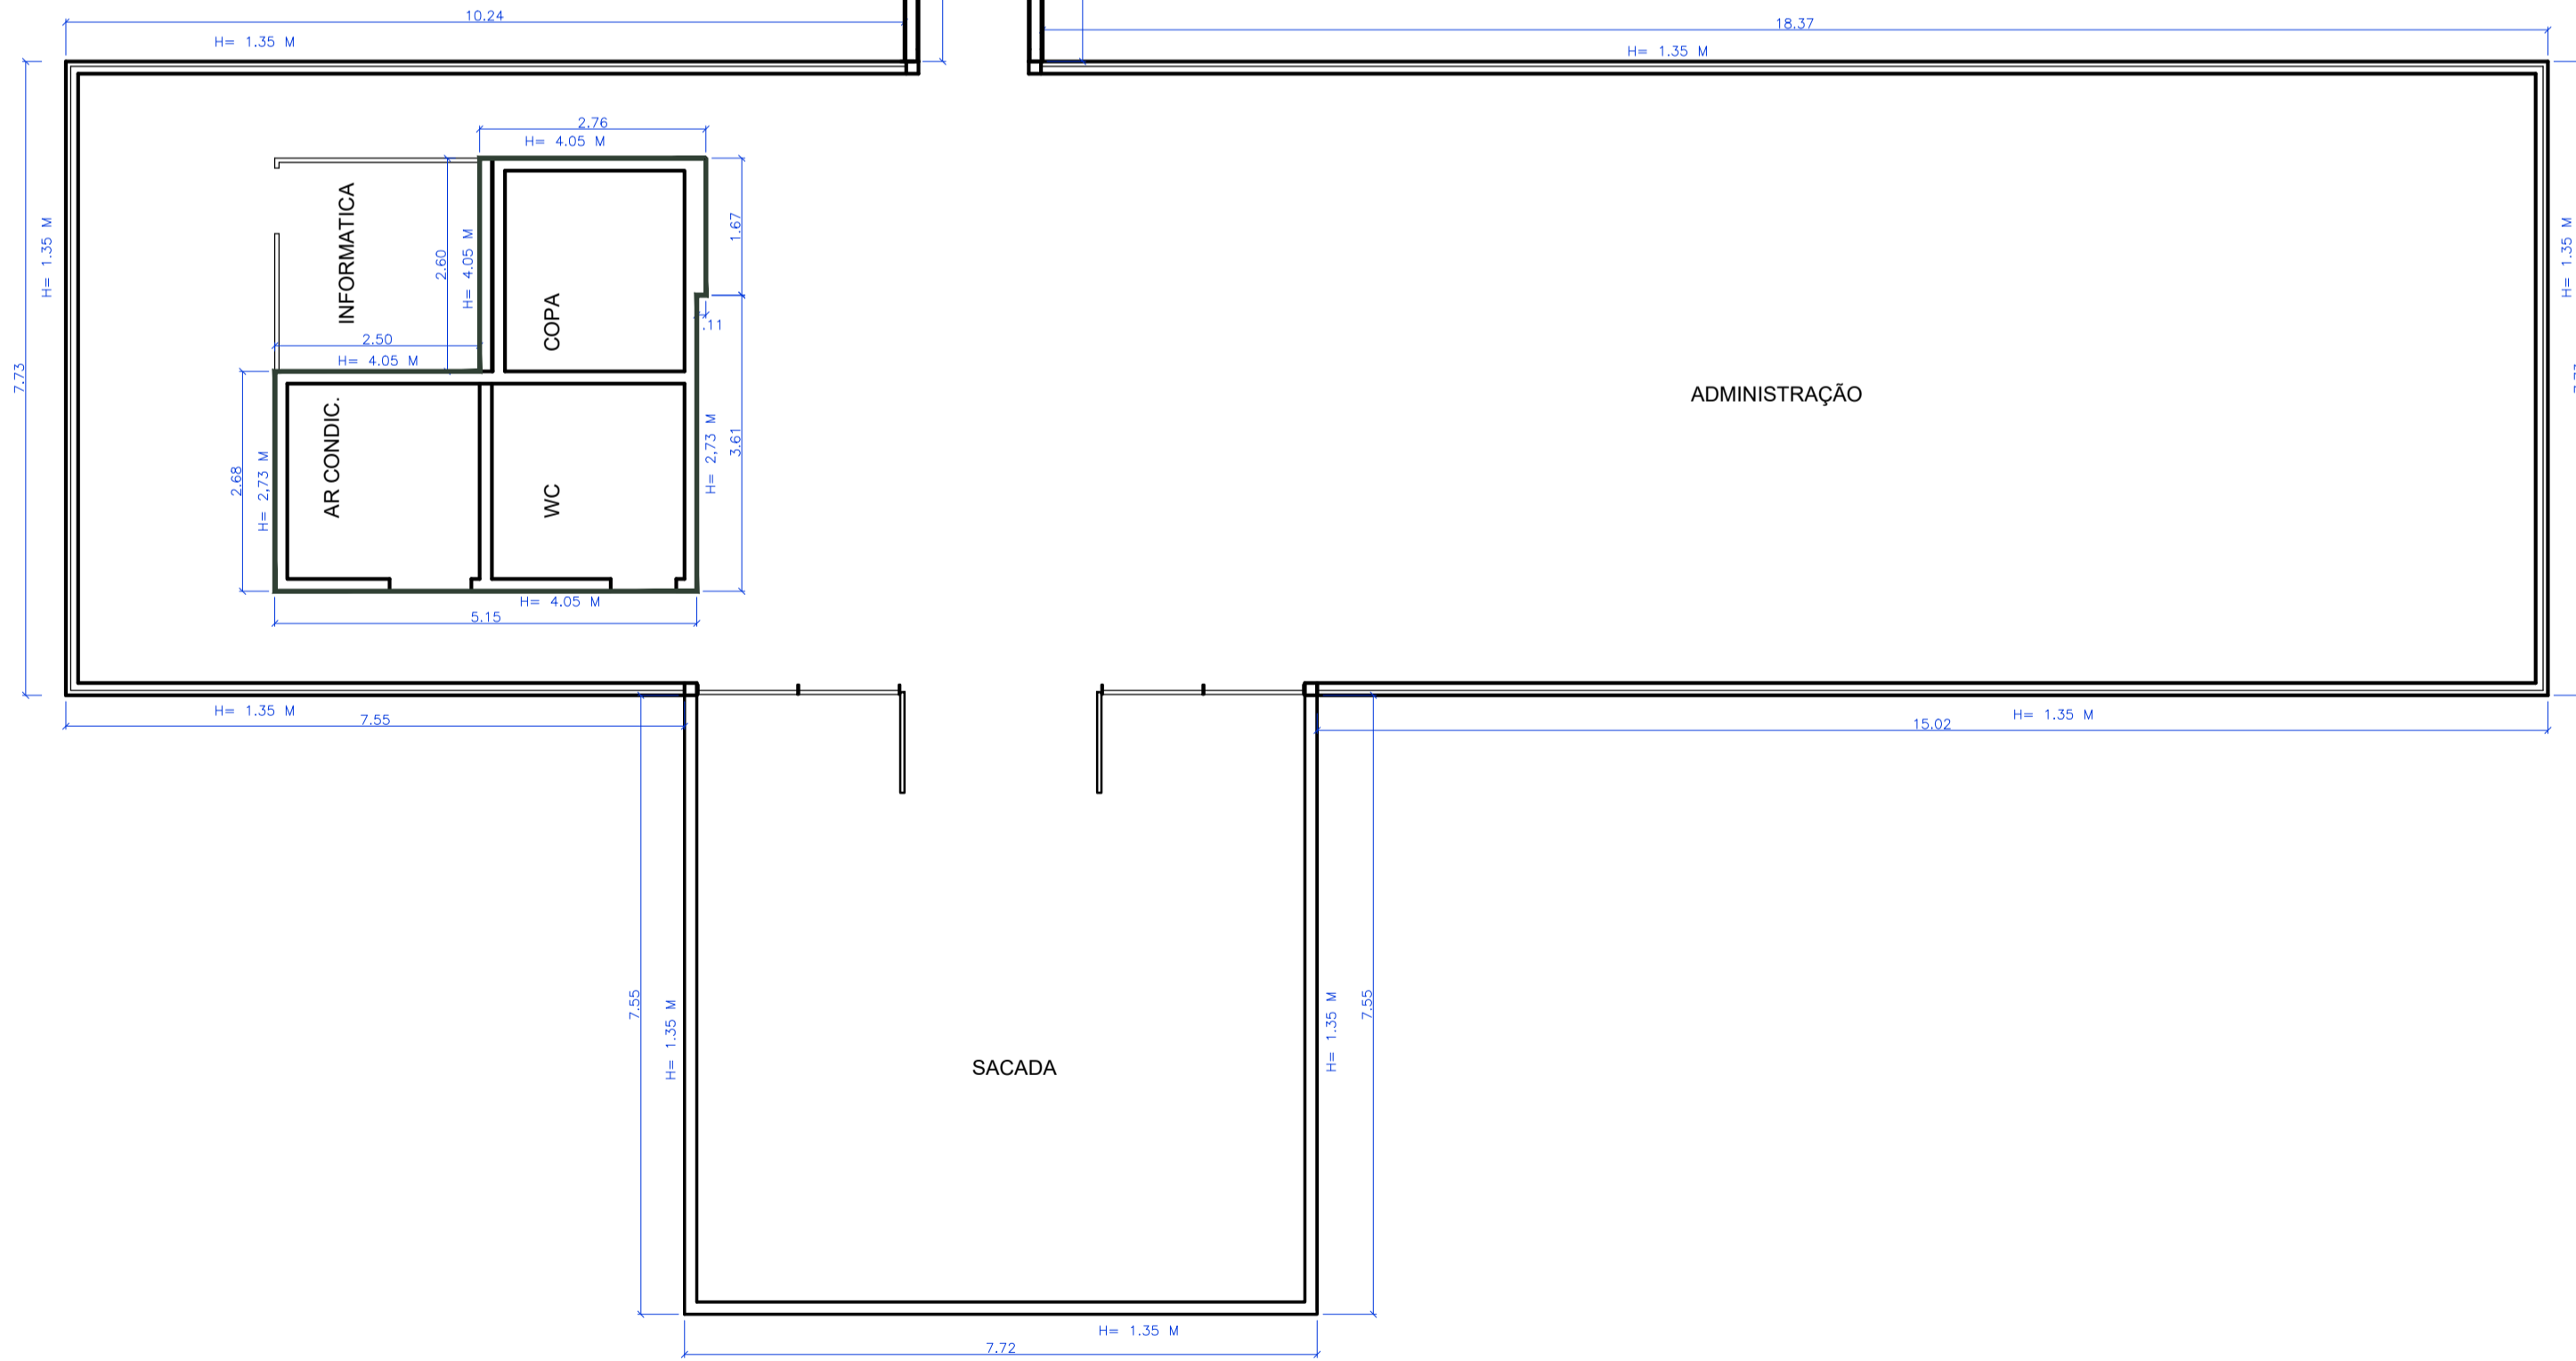 10.24
18.37
H= 1.35 M
H= 1.35 M
2.76
H= 4.05 M
INFORMATICA
H= 1.35 M
H= 4.05 M
2.60
1.67
H= 1.35 M
COPA
.11
2.50
H= 4.05 M
7.73
ADMINISTRAÇÃO
AR CONDIC.
WC
2.68
H= 2,73 M
H= 2,73 M
3.61
H= 4.05 M
5.15
H= 1.35 M
7.55
H= 1.35 M
15.02
7.55
H= 1.35 M
H= 1.35 M
7.55
SACADA
H= 1.35 M
7.72